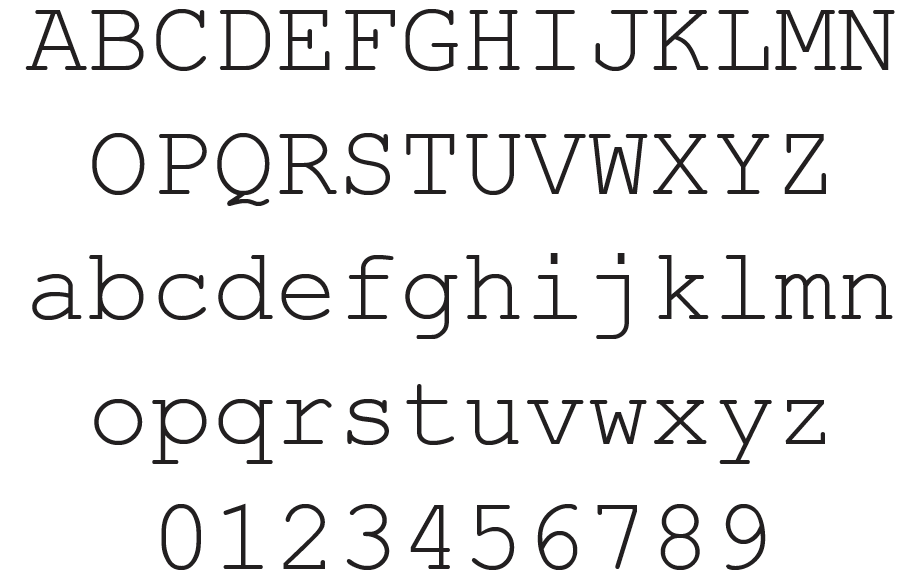 ABCDEFGHIJKLMN
OPQRSTUVWXYZ
abcdefghijklmn
opqrstuvwxyz
0123456789